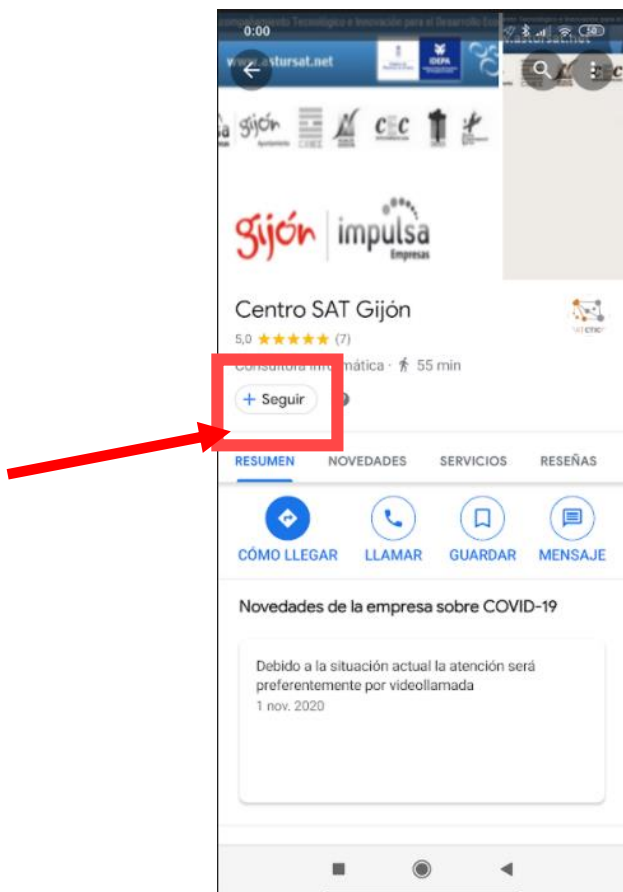 0:00
50
www.astursat.net
IDEPA
gijón
CEC
gijón impulsa
Empresas
Centro SAT Gijón
5,0 (7)
Consultora informática · 55 min
+ Seguir
RESUMEN NOVEDADES SERVICIOS RESEÑAS
CÓMO LLEGAR LLAMAR GUARDAR MENSAJE
Novedades de la empresa sobre COVID-19
Debido a la situación actual la atención será
preferentemente por videollamada
1 nov. 2020